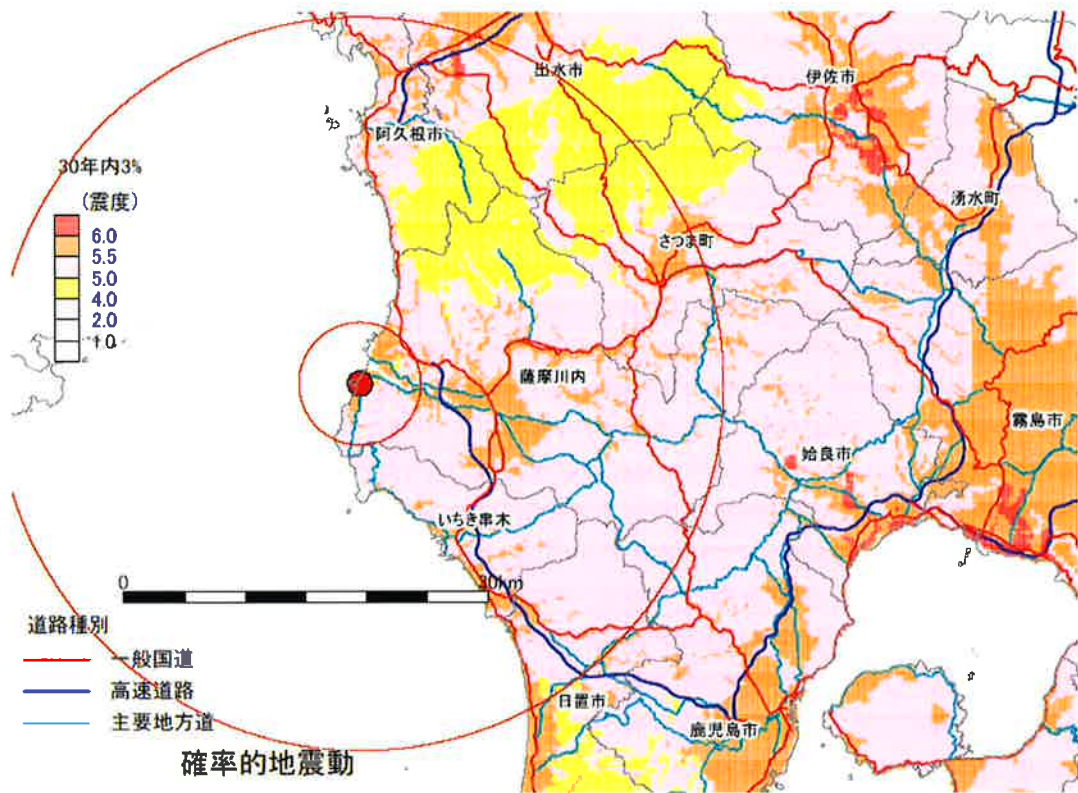 出水市
伊佐市
阿久根市
30年内3%
(震度)
6.0
5.5
5.0
4.0
2.0
1.0
湧水町
さつま町
薩摩川内
霧島市
姶良市
いちき串木
0
30km
道路種別
一般国道
高速道路
主要地方道
日置市
鹿児島市
確率的地震動